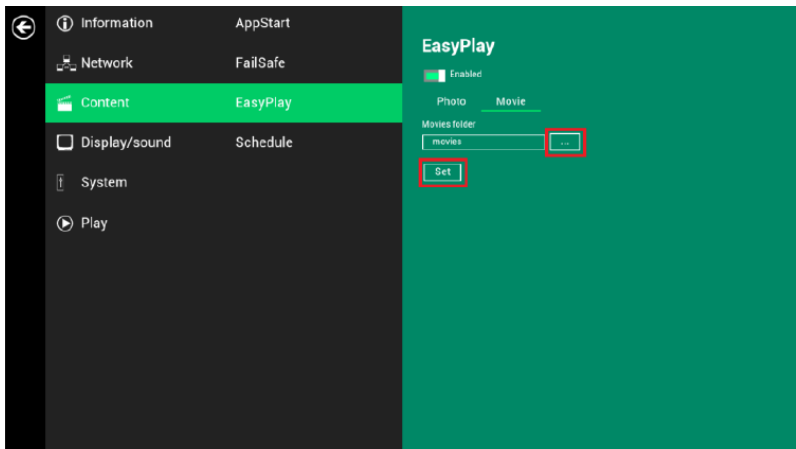 Information
Network
Content
Display/sound
System
Play
AppStart
FailSafe
EasyPlay
Schedule
EasyPlay
Enabled
Photo Movie
Movies folder
movies ...
Set